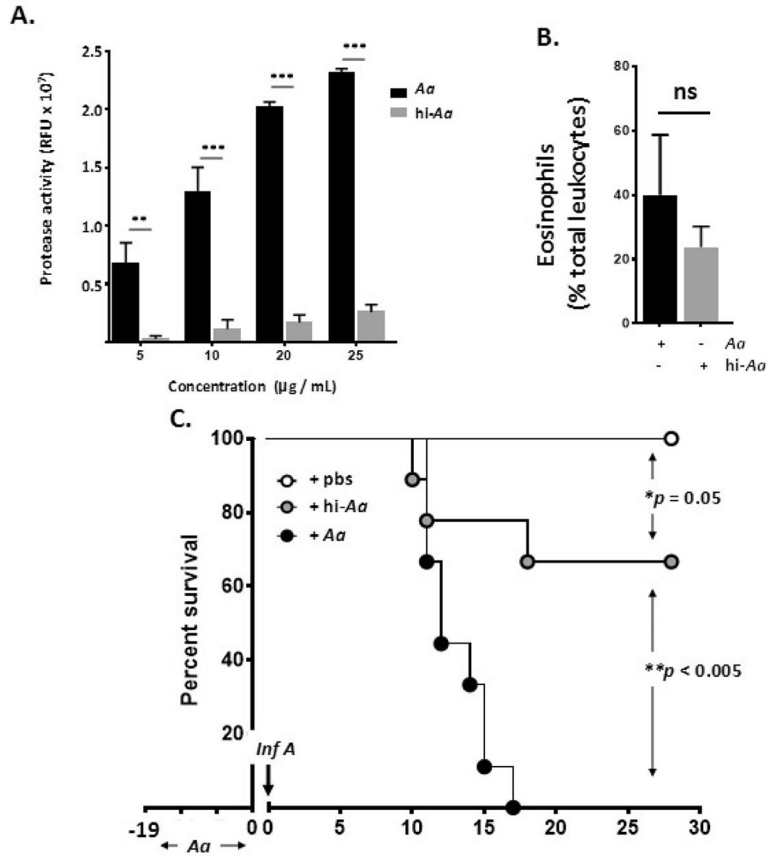 A.
Protease activity (RFU x 10⁷)
2.5
2.0
1.5
1.0
0.5
** *** *** ***
Aa
hi-Aa
5 10 20 25
Concentration (µg / mL)
B.
Eosinophils
(% total leukocytes)
80
60
40
20
0
ns
+ - Aa
- + hi-Aa
C.
Percent survival
100
80
60
40
20
+ pbs
+ hi-Aa
+ Aa
*p = 0.05
**p < 0.005
Inf A
-19 0 0 5 10 15 20 25 30
Aa